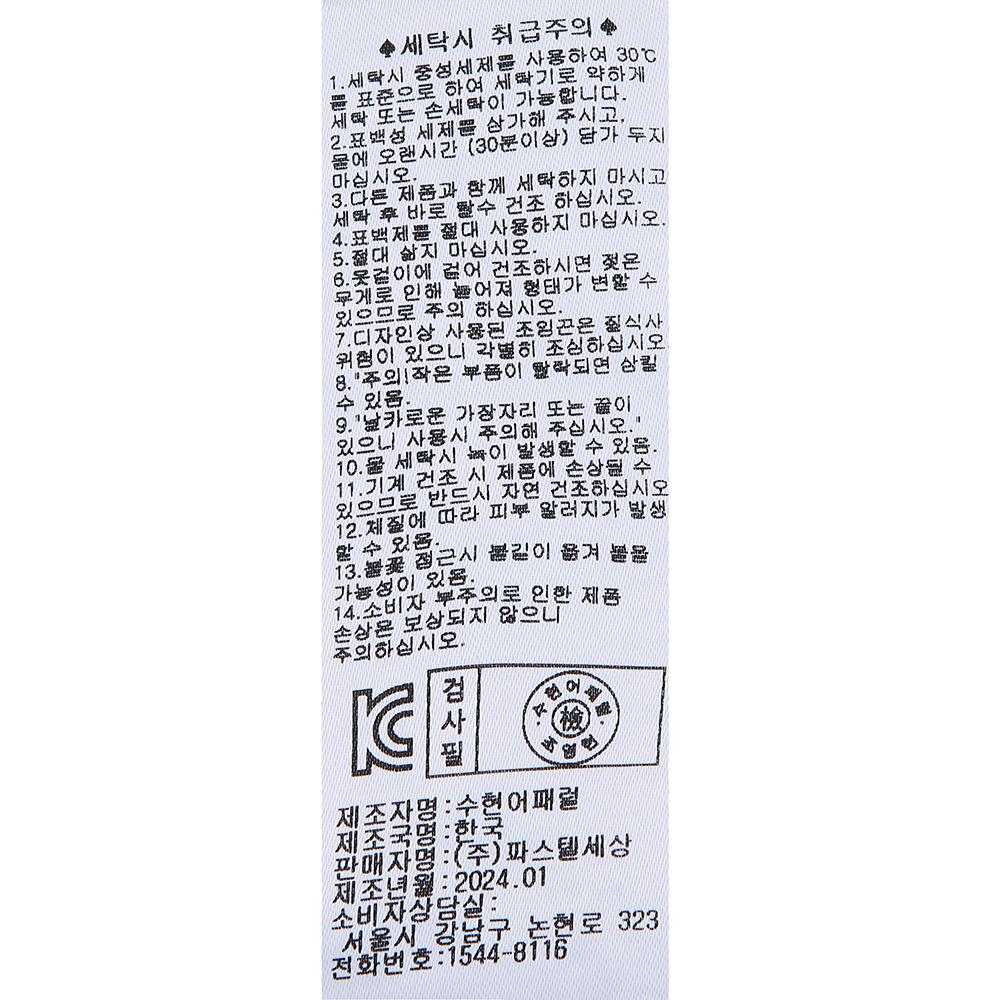 ♠세탁시 취급주의♠
1.세탁시 중성세제를 사용하여 30℃
를 표준으로 하여 세탁기로 약하게
세탁 또는 손세탁이 가능합니다.
2.표백성 세제를 삼가해 주시고.
물에 오랜시간 (30분이상) 담가 두지
마십시오.
3.다른 제품과 함께 세탁하지 마시고
세탁 후 바로 탈수 건조 하십시오.
4.표백제를 절대 사용하지 마십시오.
5.절대 삶지 마십시오.
6.옷걸이에 걸어 건조하시면 젖은
무게로 인해 늘어져 형태가 변할 수
있으므로 주의 하십시오.
7.디자인상 사용된 조임끈은 질식사
위험이 있으니 각별히 조심하십시오
8."주의!작은 부품이 탈락되면 삼킬
수 있음.
9."날카로운 가장자리 또는 끝이
있으니 사용시 주의해 주십시오."
10.물 세탁시 녹이 발생할 수 있음.
11.기계 건조 시 제품에 손상될 수
있으므로 반드시 자연 건조하십시오
12.체질에 따라 피부 알러지가 발생
할 수 있음.
13.불꽃 접근시 불길이 옮겨 붙을
가능성이 있음.
14.소비자 부주의로 인한 제품
손상은 보상되지 않으니
주의하십시오.
KC
검사필
수현어패럴
檢
조영현
제조자명:수현어패럴
제조국명:한국
판매자명:(주)파스텔세상
제조년월:2024.01
소비자상담실:
서울시 강남구 논현로 323
전화번호:1544-8116